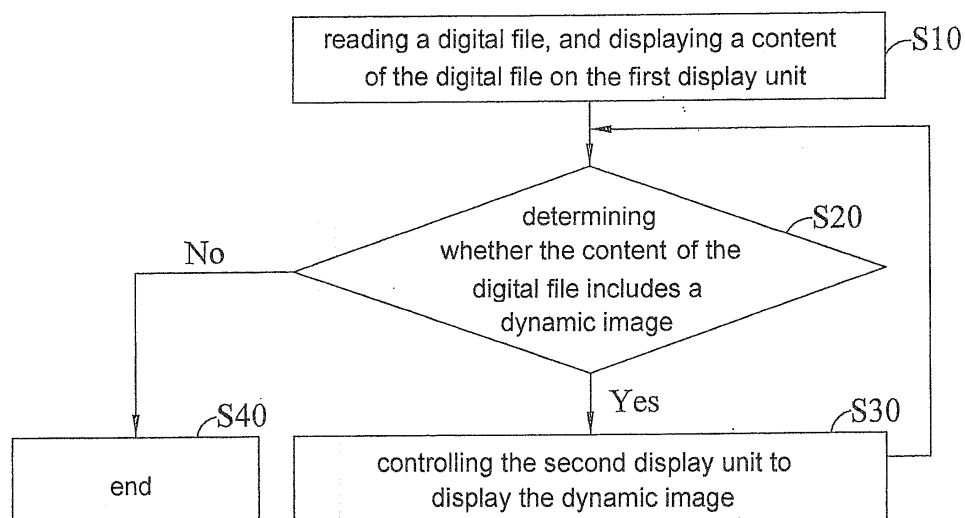 reading a digital file, and displaying a content
of the digital file on the first display unit
S10
determining
whether the content of the
digital file includes a
dynamic image
S20
No
Yes
S40
end
S30
controlling the second display unit to
display the dynamic image